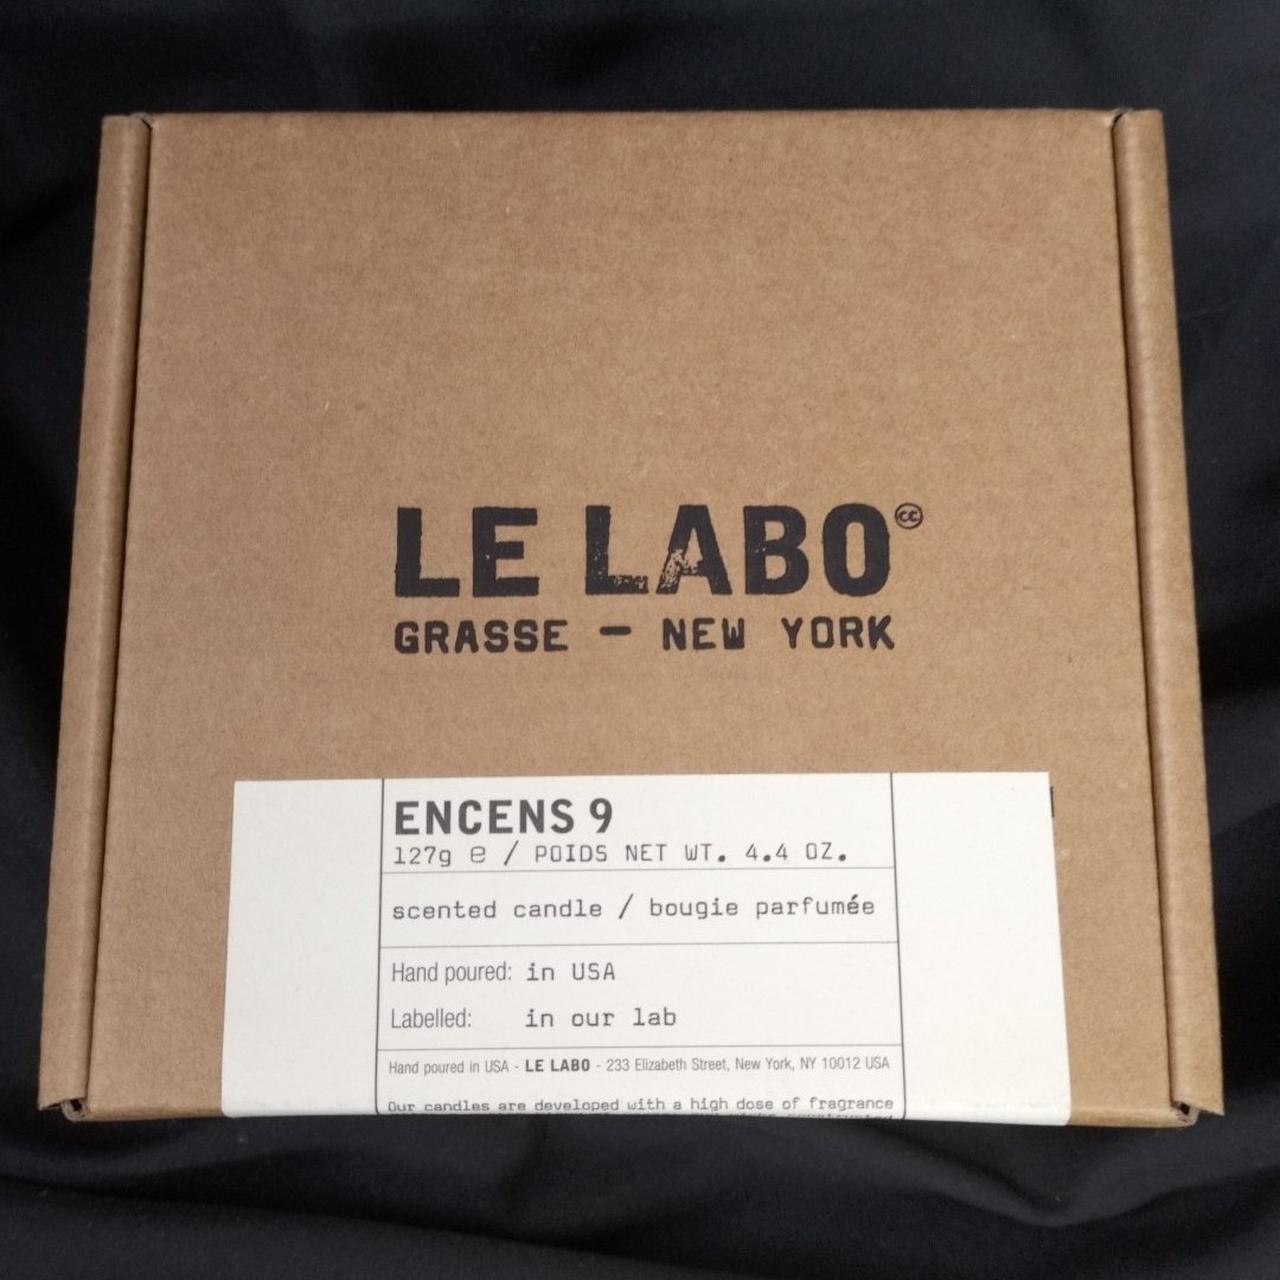 LE LABO cc
GRASSE – NEW YORK
ENCENS 9
127g ℮ / POIDS NET WT. 4.4 OZ.
scented candle / bougie parfumée
Hand poured: in USA
Labelled: in our lab
Hand poured in USA - LE LABO - 233 Elizabeth Street, New York, NY 10012 USA
Our candles are developed with a high dose of fragrance